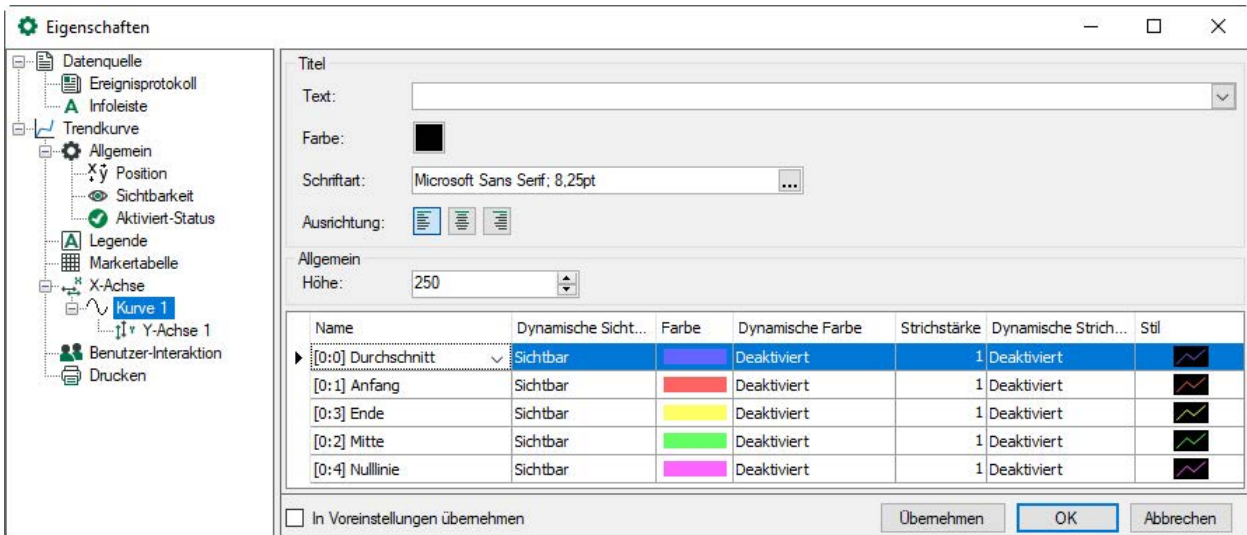 Eigenschaften
Datenquelle
Ereignisprotokoll
Infoleiste
Trendkurve
Allgemein
Position
Sichtbarkeit
Aktiviert-Status
Legende
Markertabelle
X-Achse
Kurve 1
Y-Achse 1
Benutzer-Interaktion
Drucken
Titel
Text:
Farbe:
Schriftart: Microsoft Sans Serif; 8,25pt ...
Ausrichtung:
Allgemein
Höhe: 250
Name Dynamische Sicht... Farbe Dynamische Farbe Strichstärke Dynamische Strich... Stil
[0:0] Durchschnitt Sichtbar Deaktiviert 1 Deaktiviert
[0:1] Anfang Sichtbar Deaktiviert 1 Deaktiviert
[0:3] Ende Sichtbar Deaktiviert 1 Deaktiviert
[0:2] Mitte Sichtbar Deaktiviert 1 Deaktiviert
[0:4] Nulllinie Sichtbar Deaktiviert 1 Deaktiviert
In Voreinstellungen übernehmen Übernehmen OK Abbrechen